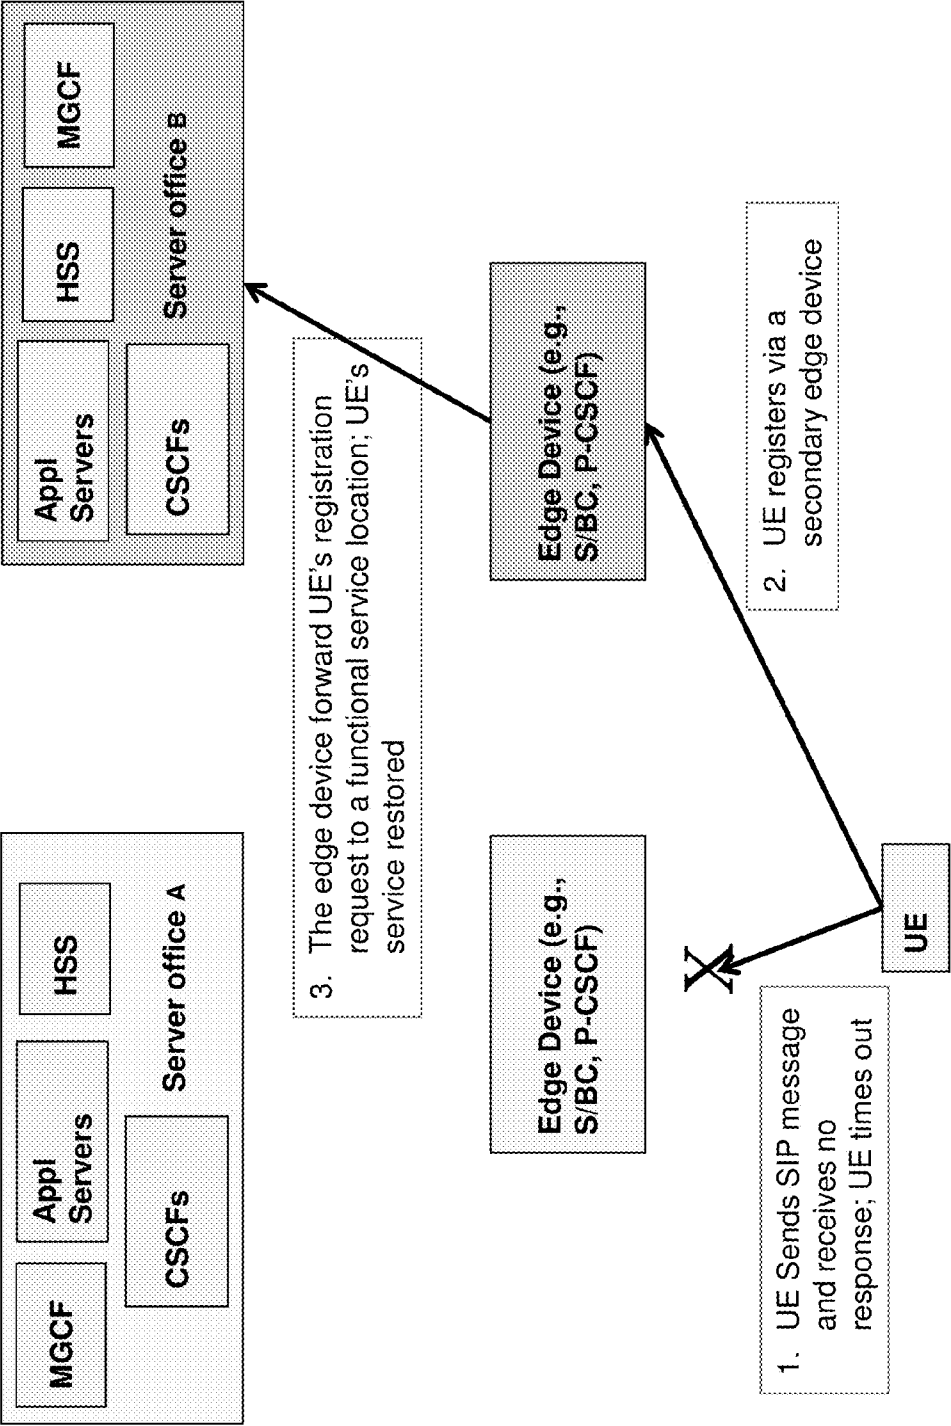 MGCF
Appl
Servers
HSS
CSCFs
Server office A
Appl
Servers
HSS
MGCF
CSCFs
Server office B
3. The edge device forward UE's registration
request to a functional service location; UE's
service restored
Edge Device (e.g.,
S/BC, P-CSCF)
Edge Device (e.g.,
S/BC, P-CSCF)
X
1. UE Sends SIP message
and receives no
response; UE times out
2. UE registers via a
secondary edge device
UE